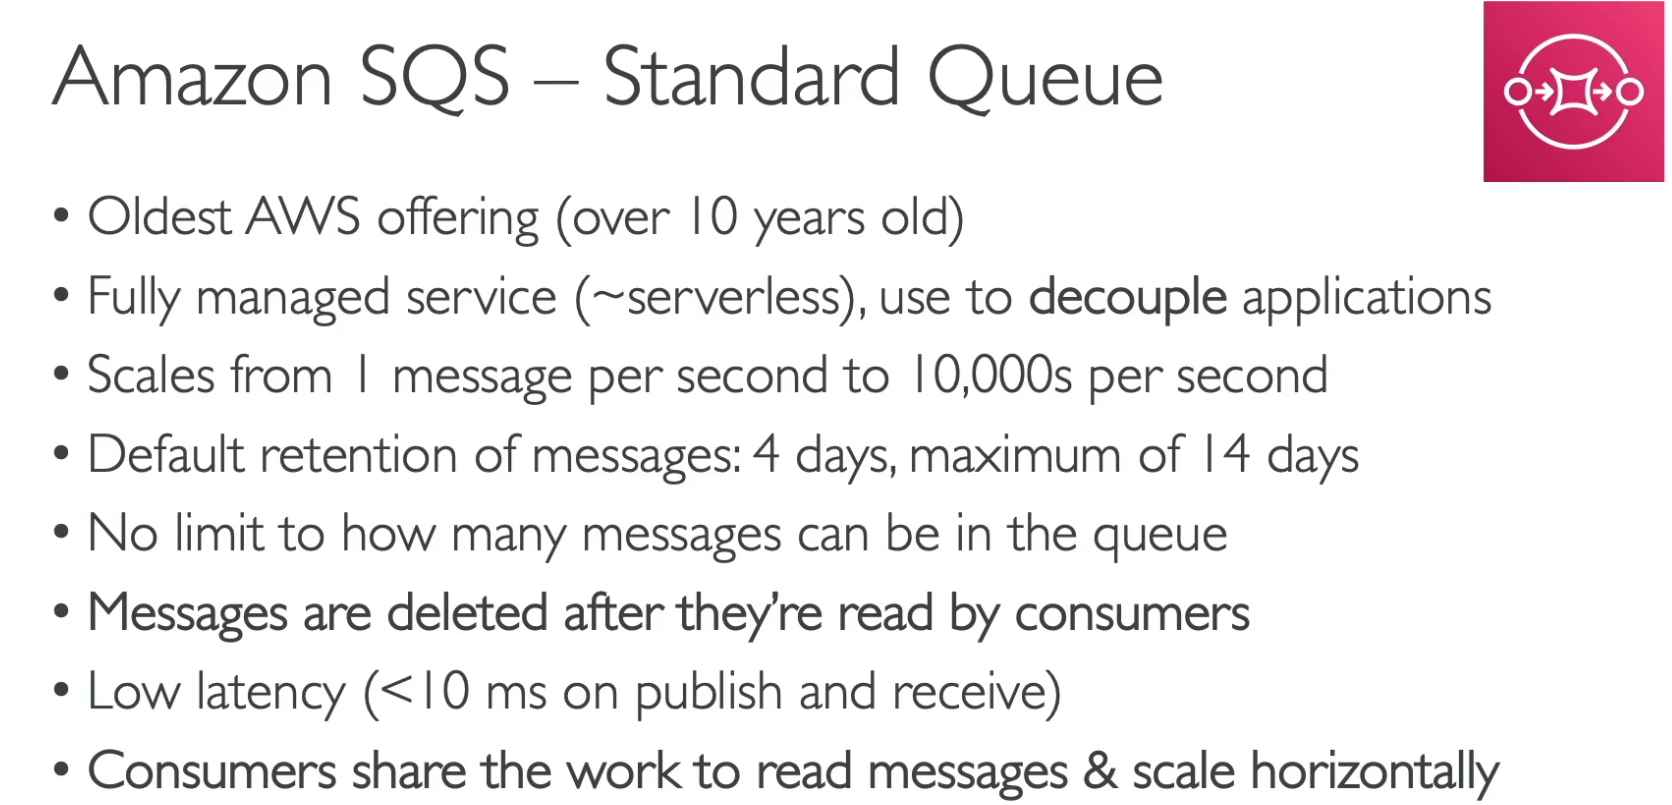 Amazon SQS – Standard Queue
• Oldest AWS offering (over 10 years old)
• Fully managed service (~serverless), use to decouple applications
• Scales from 1 message per second to 10,000s per second
• Default retention of messages: 4 days, maximum of 14 days
• No limit to how many messages can be in the queue
• Messages are deleted after they’re read by consumers
• Low latency (<10 ms on publish and receive)
• Consumers share the work to read messages & scale horizontally